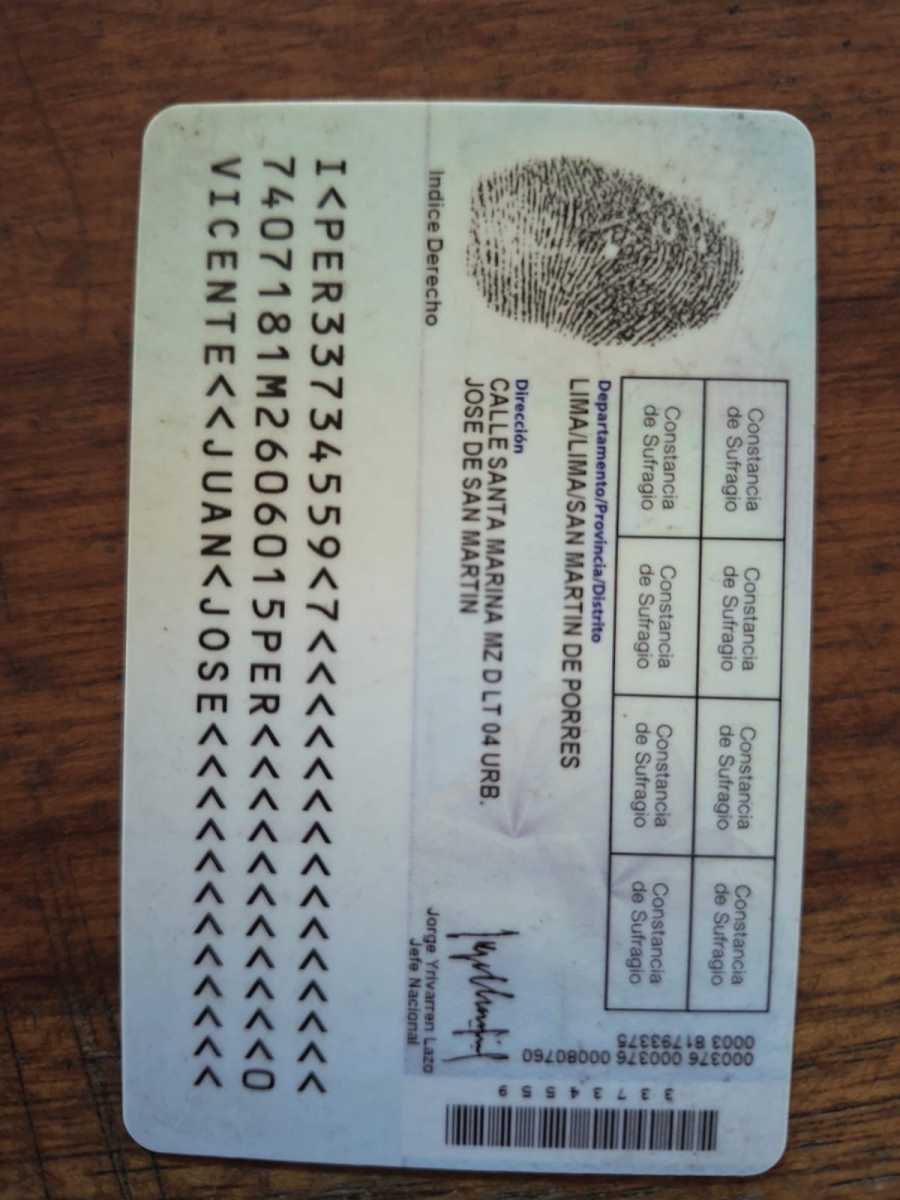 Constancia de Sufragio
Constancia de Sufragio
Constancia de Sufragio
Constancia de Sufragio
Constancia de Sufragio
Constancia de Sufragio
Constancia de Sufragio
Constancia de Sufragio
33734559
Departamento/Provincia/Distrito
LIMA/LIMA/SAN MARTIN DE PORRES
Dirección
CALLE SANTA MARINA MZ D LT 04 URB.
JOSE DE SAN MARTIN
Indice Derecho
Jorge Yrivarren Lazo
Jefe Nacional
I<PER33734559<7<<<<<<<<<<<<<<<
7407181M2606015PER<<<<<<<<<<<0
VICENTE<<JUAN<JOSE<<<<<<<<<<<<